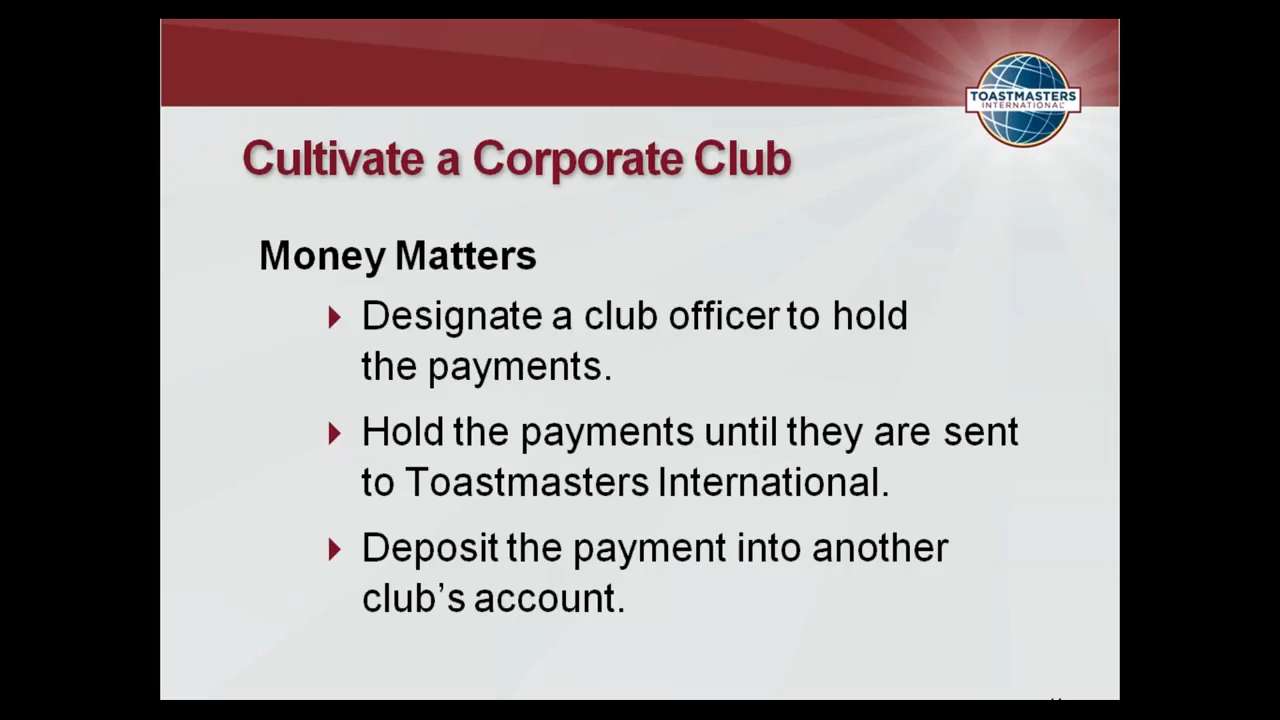 TOASTMASTERS
INTERNATIONAL
Cultivate a Corporate Club
Money Matters
Designate a club officer to hold
the payments.
Hold the payments until they are sent
to Toastmasters International.
Deposit the payment into another
club's account.